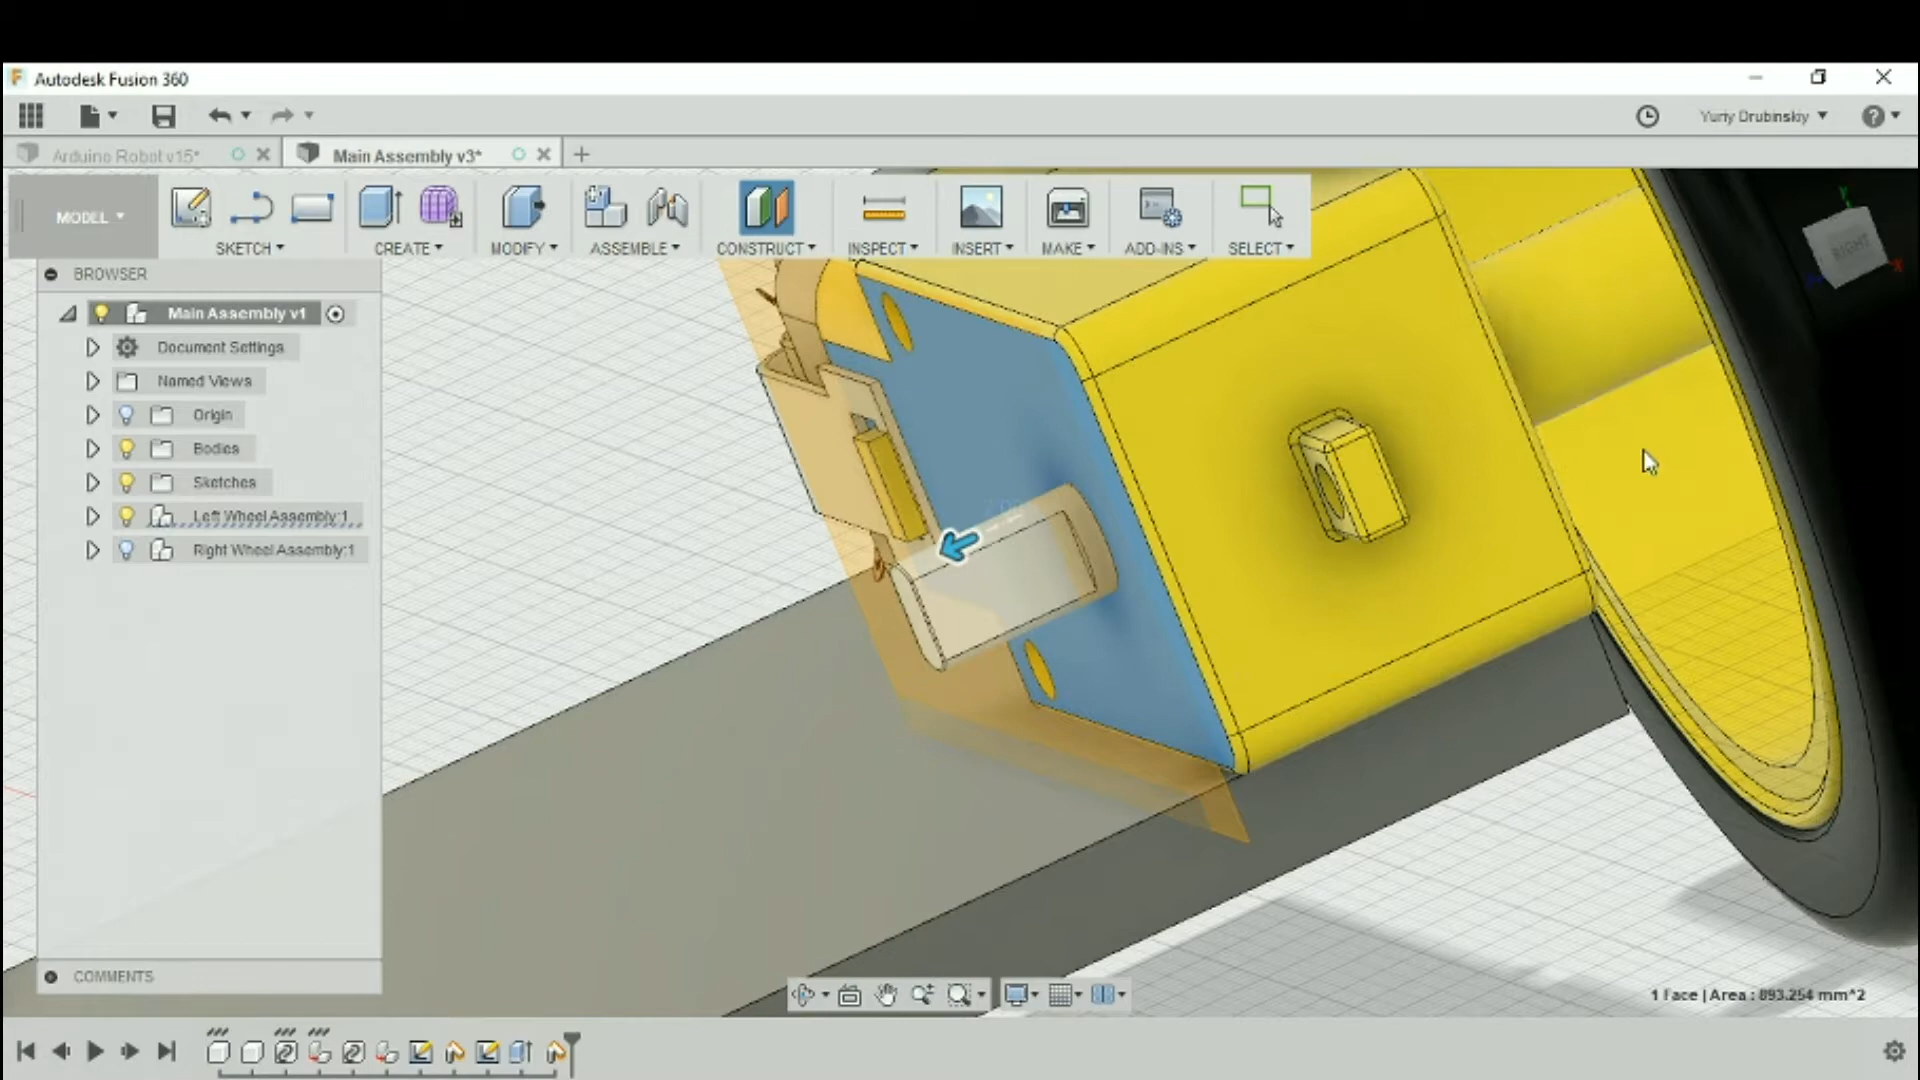 Autodesk Fusion 360
Yuriy Drubinskiy
Arduino Robot v15*
Main Assembly v3*
MODEL
SKETCH
CREATE
MODIFY
ASSEMBLE
CONSTRUCT
INSPECT
INSERT
MAKE
ADD-INS
SELECT
RIGHT
BROWSER
Main Assembly v1
Document Settings
Named Views
Origin
Bodies
Sketches
Left Wheel Assembly:1
Right Wheel Assembly:1
COMMENTS
1 Face | Area : 893.254 mm^2